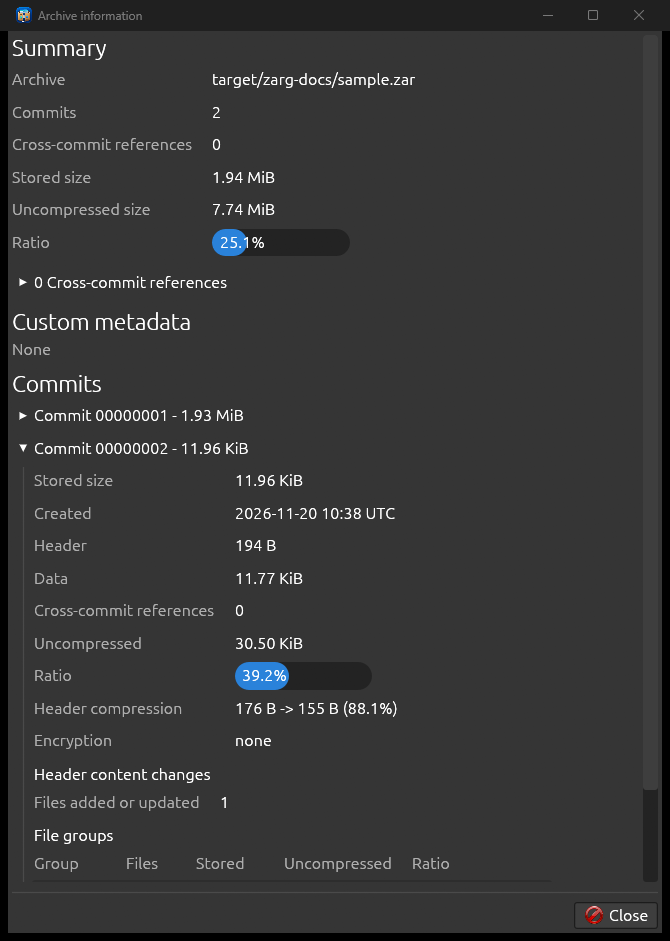 Archive information
Summary
Archive target/zarg-docs/sample.zar
Commits 2
Cross-commit references 0
Stored size 1.94 MiB
Uncompressed size 7.74 MiB
Ratio 25.1%
0 Cross-commit references
Custom metadata
None
Commits
Commit 00000001 - 1.93 MiB
Commit 00000002 - 11.96 KiB
Stored size 11.96 KiB
Created 2026-11-20 10:38 UTC
Header 194 B
Data 11.77 KiB
Cross-commit references 0
Uncompressed 30.50 KiB
Ratio 39.2%
Header compression 176 B -> 155 B (88.1%)
Encryption none
Header content changes
Files added or updated 1
File groups
Group Files Stored Uncompressed Ratio
Close